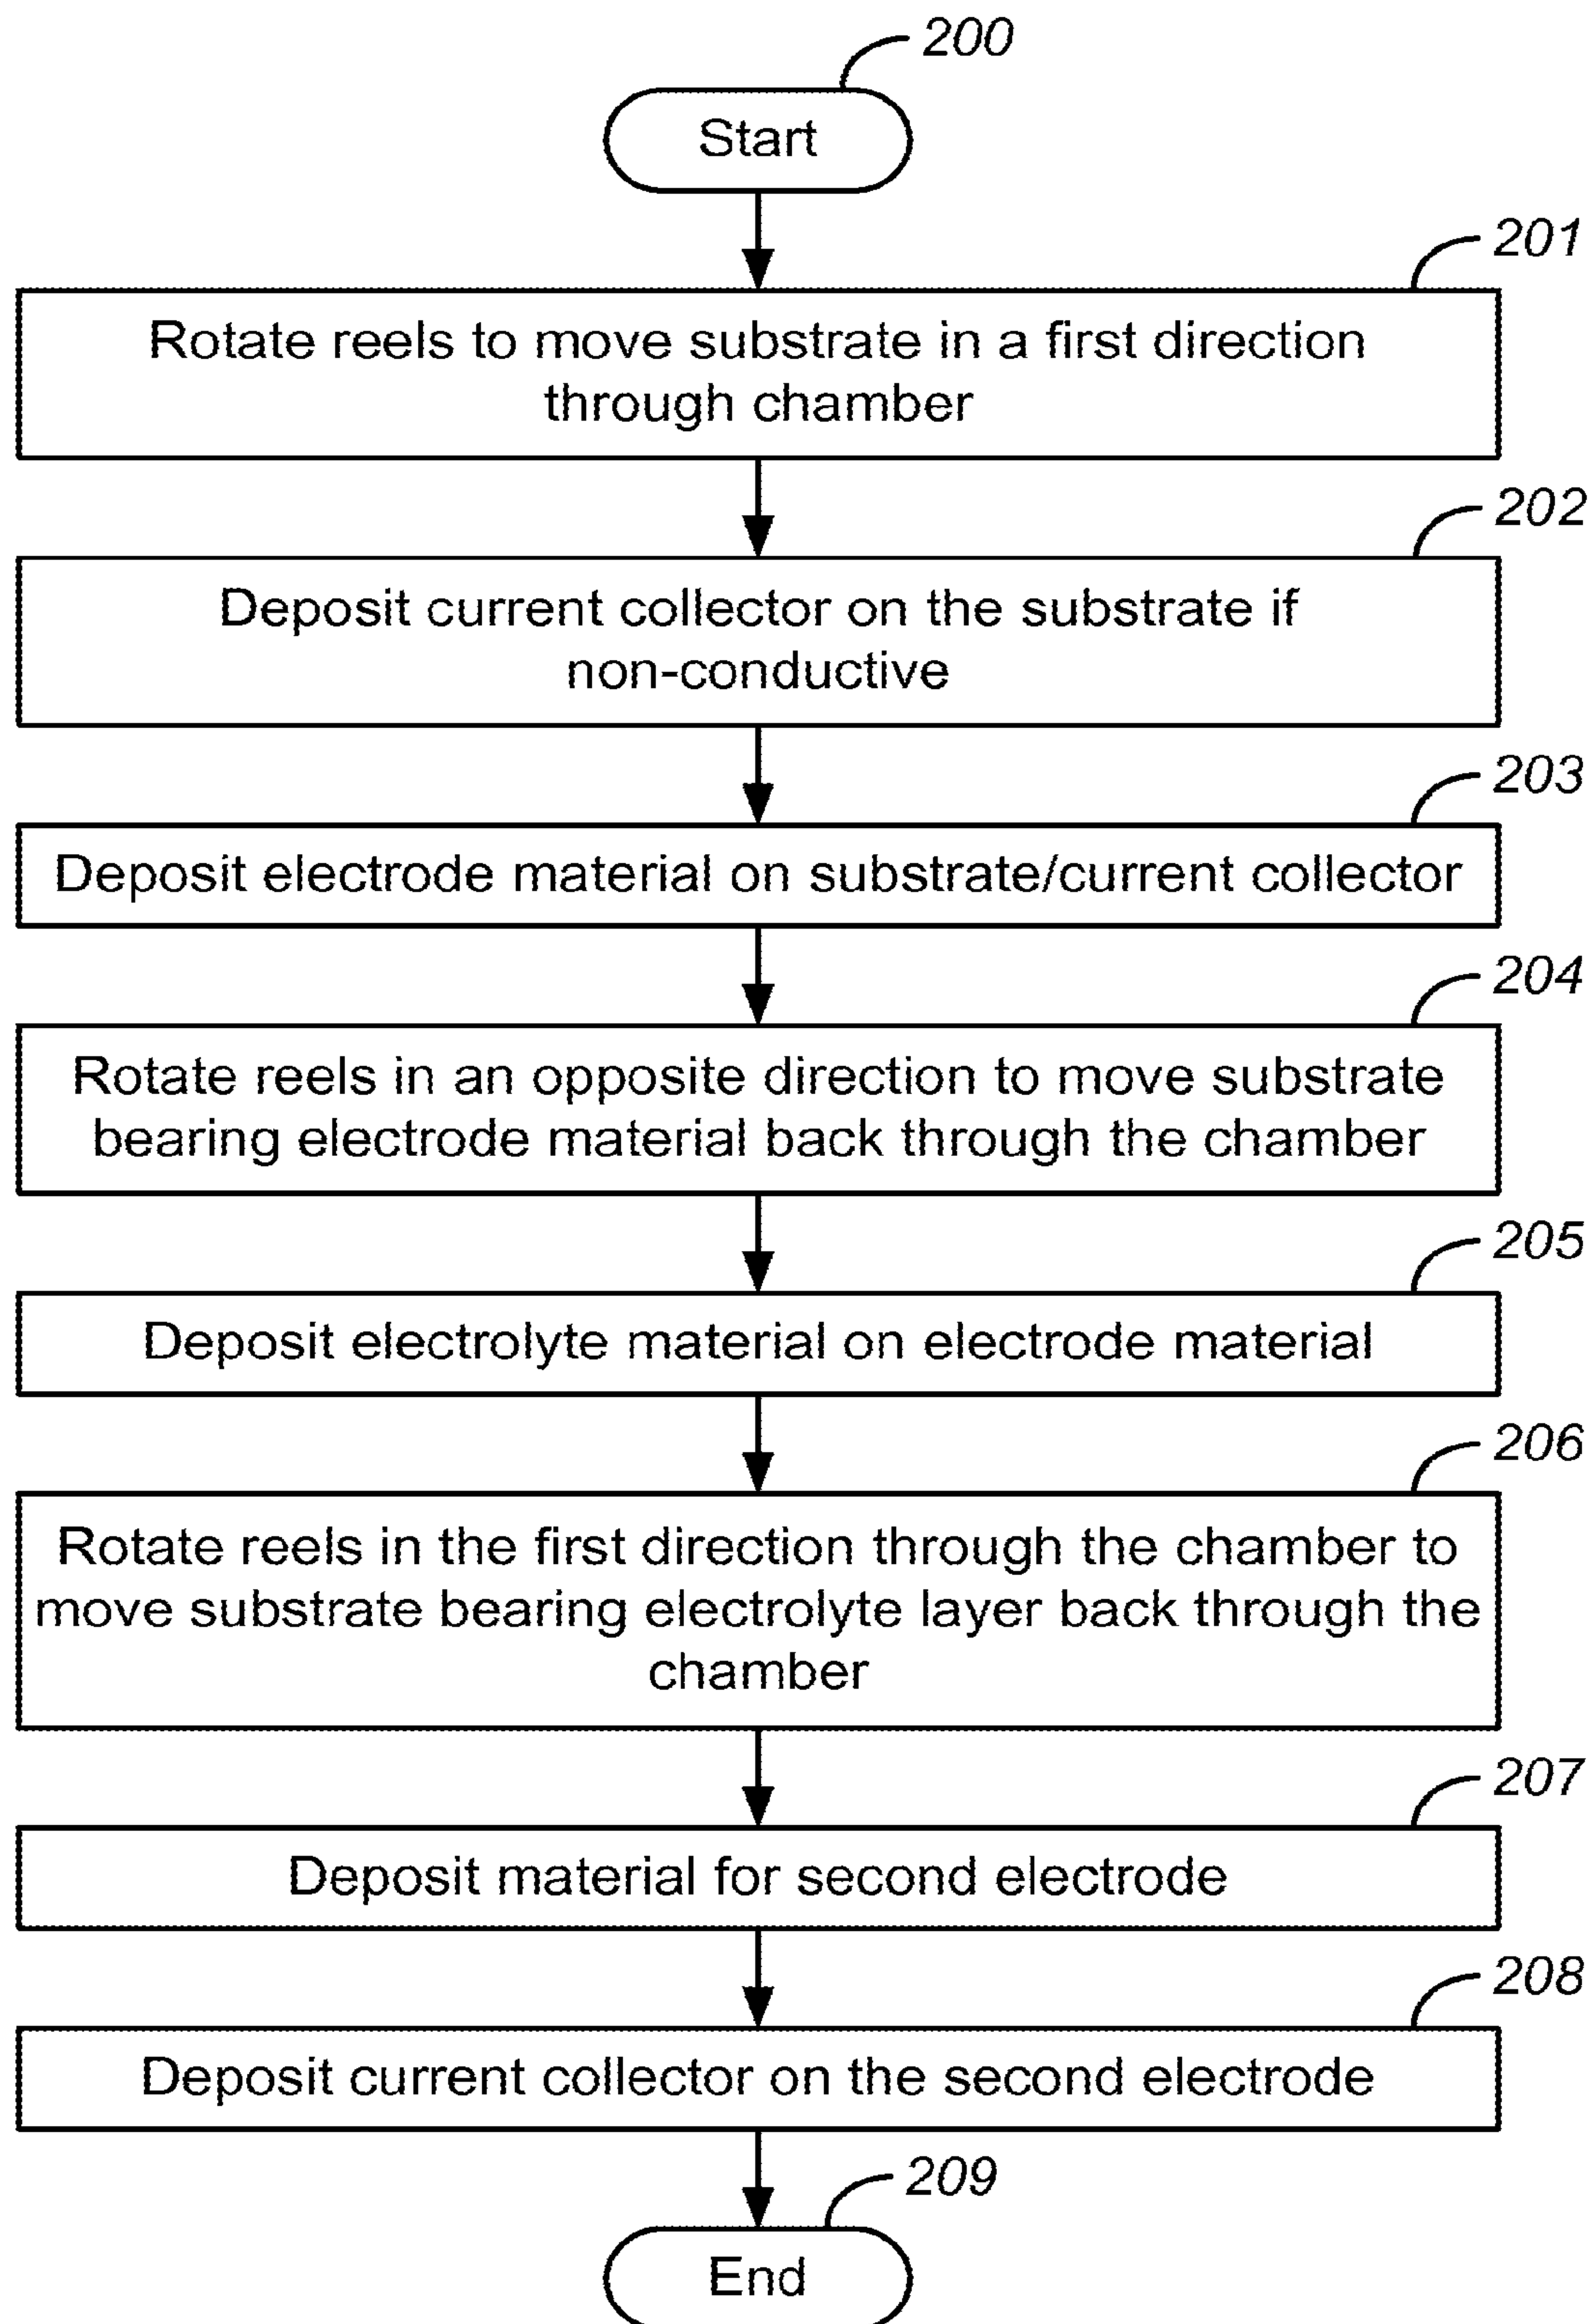 200
Start
201
Rotate reels to move substrate in a first direction
through chamber
202
Deposit current collector on the substrate if
non-conductive
203
Deposit electrode material on substrate/current collector
204
Rotate reels in an opposite direction to move substrate
bearing electrode material back through the chamber
205
Deposit electrolyte material on electrode material
206
Rotate reels in the first direction through the chamber to
move substrate bearing electrolyte layer back through the
chamber
207
Deposit material for second electrode
208
Deposit current collector on the second electrode
209
End